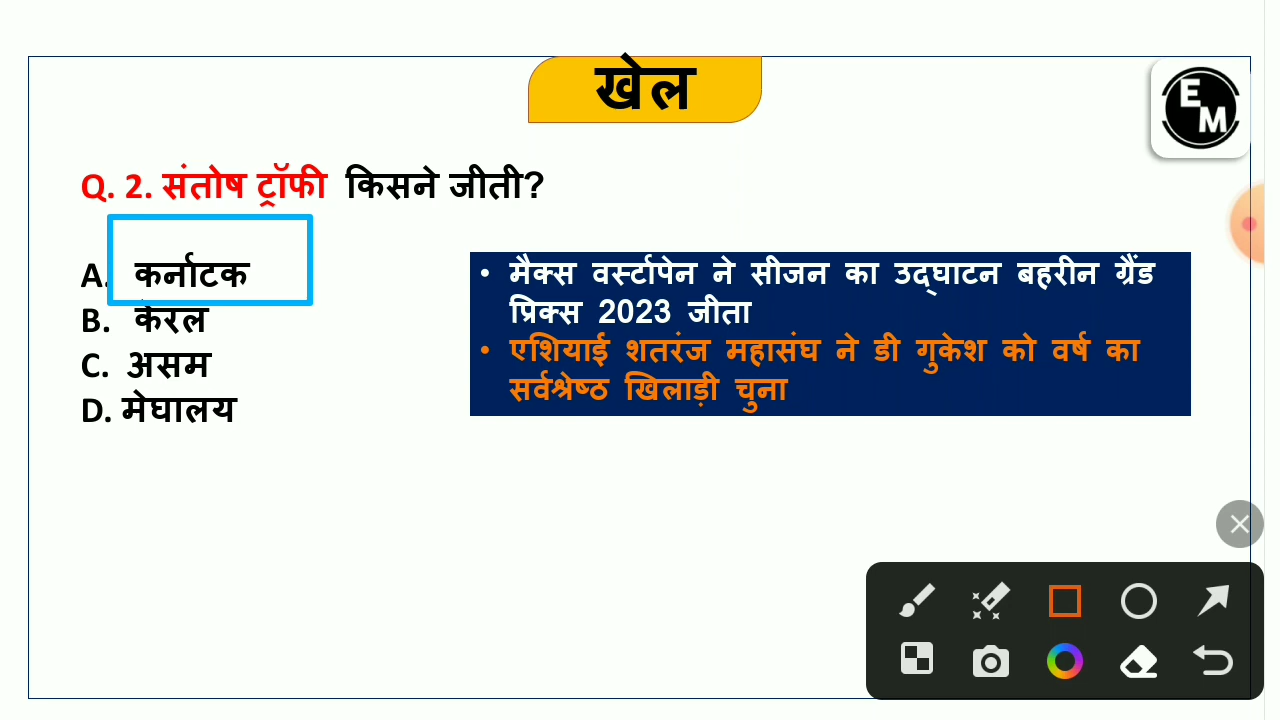 खेल
E
M
Q. 2. संतोष ट्रॉफी किसने जीती?
A. कर्नाटक
B. केरल
C. असम
D. मेघालय
• मैक्स वर्स्टापेन ने सीजन का उद्घाटन बहरीन ग्रैंड
प्रिक्स 2023 जीता
• एशियाई शतरंज महासंघ ने डी गुकेश को वर्ष का
सर्वश्रेष्ठ खिलाड़ी चुना